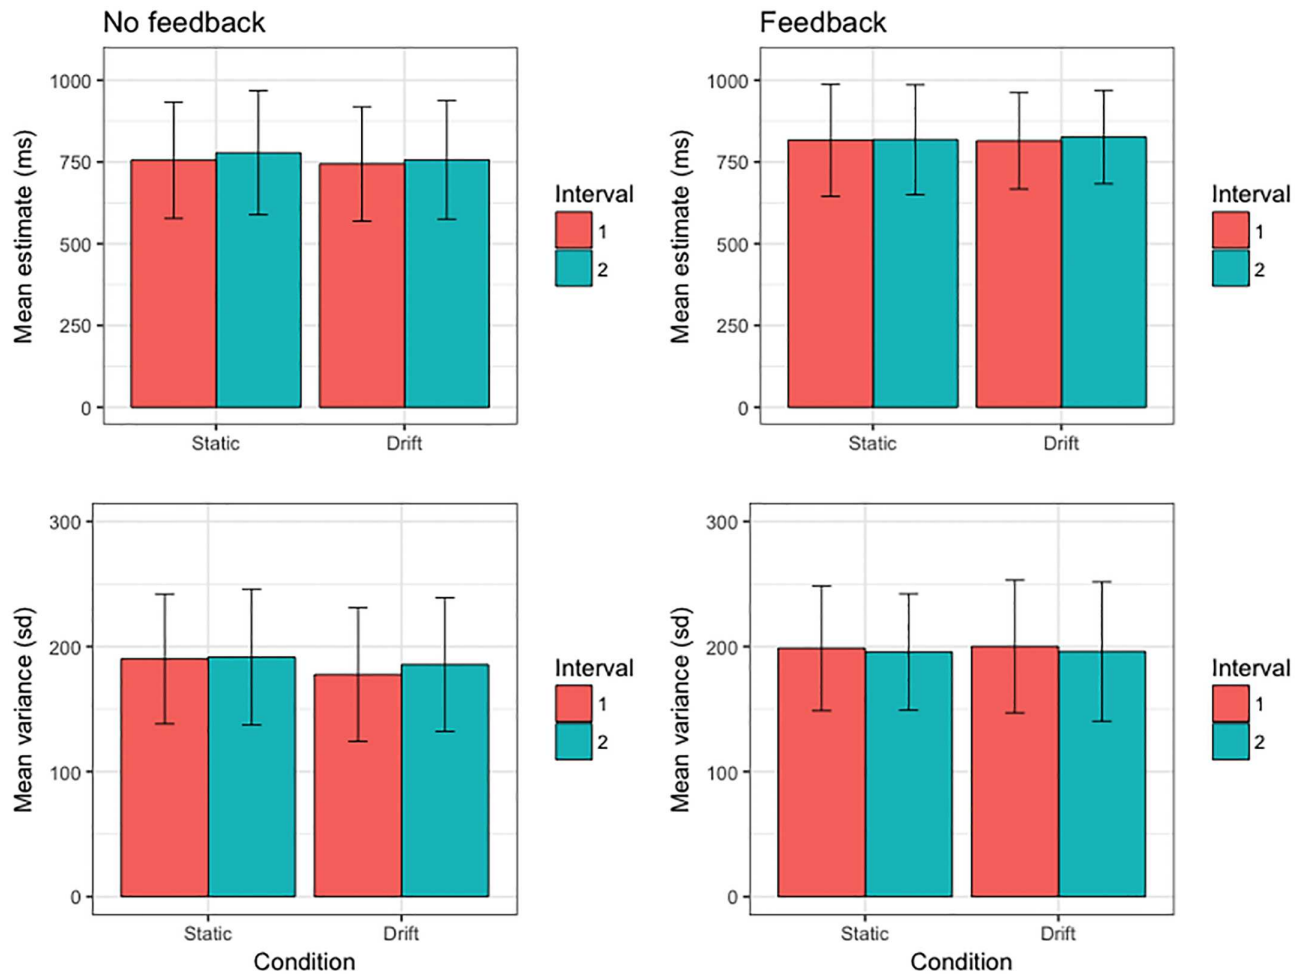 No feedback
Mean estimate (ms)
1000
750
500
250
0
Static
Drift
Interval
1
2
Feedback
Mean estimate (ms)
1000
750
500
250
0
Static
Drift
Interval
1
2
Mean variance (sd)
300
200
100
0
Static
Drift
Condition
Interval
1
2
Mean variance (sd)
300
200
100
0
Static
Drift
Condition
Interval
1
2